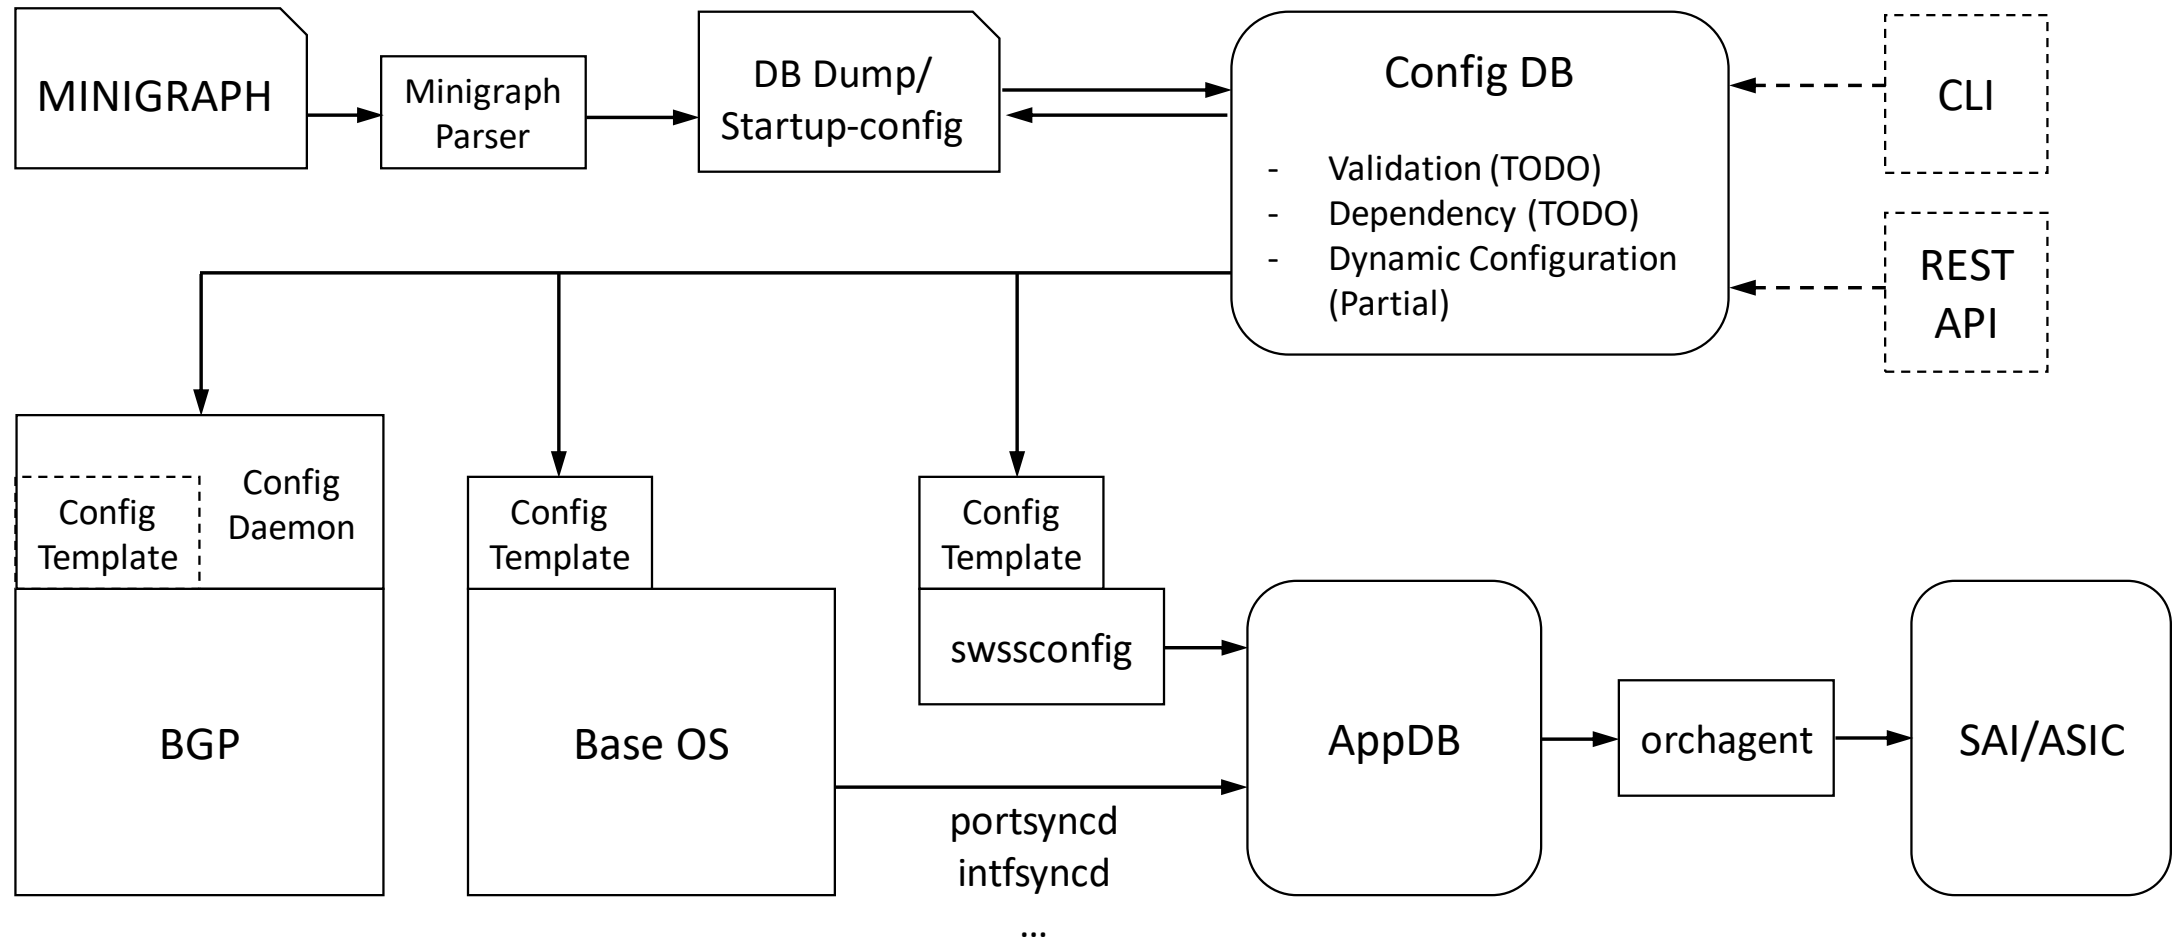 MINIGRAPH
Minigraph
Parser
DB Dump/
Startup-config
Config DB
- Validation (TODO)
- Dependency (TODO)
- Dynamic Configuration
(Partial)
CLI
REST
API
Config
Template
Config
Daemon
BGP
Config
Template
Base OS
Config
Template
swssconfig
portsyncd
intfsyncd
...
AppDB
orchagent
SAI/ASIC